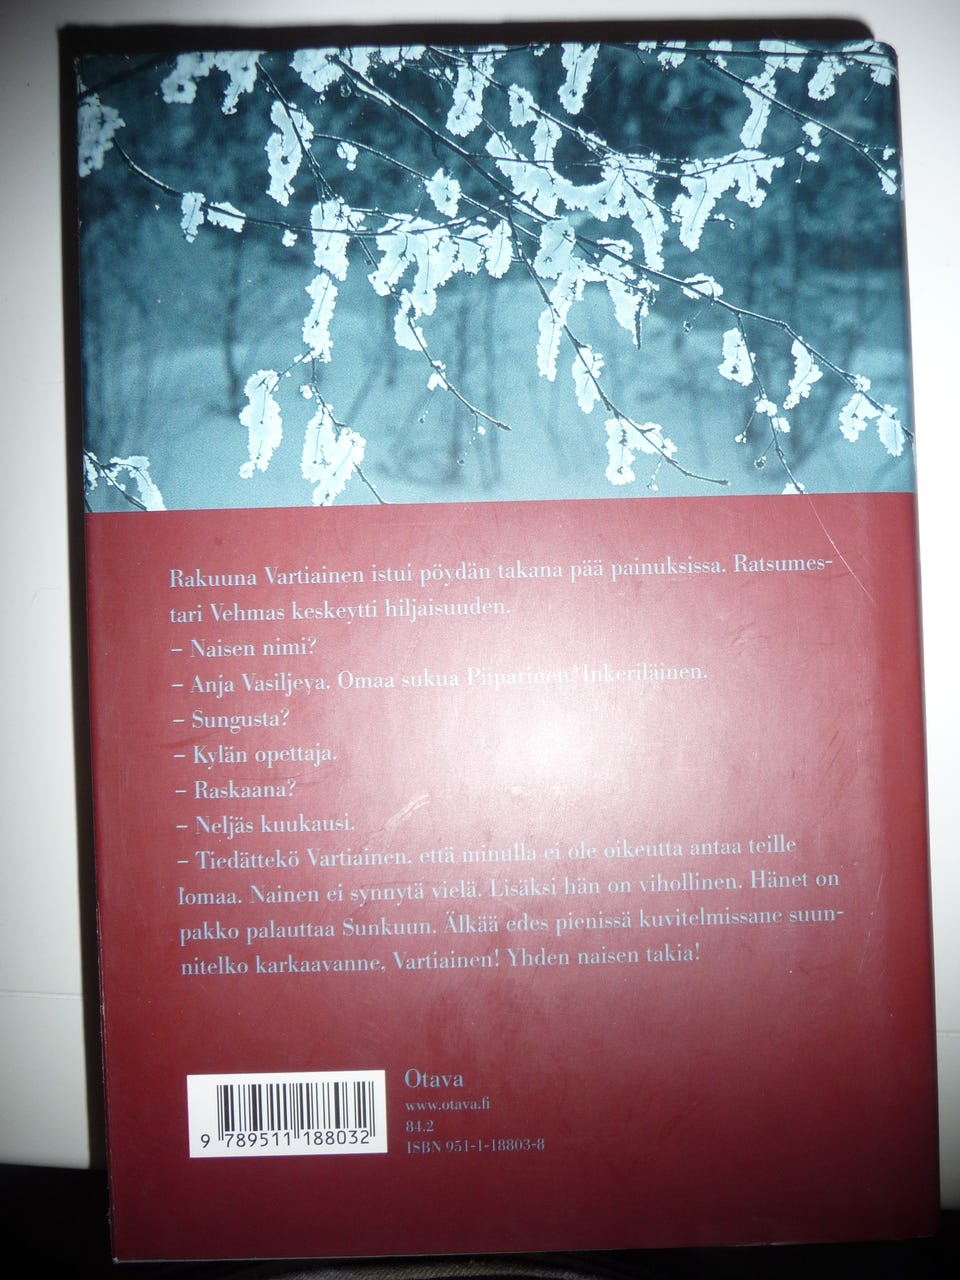 Rakuuna Vartiainen istui pöydän takana pää painuksissa. Ratsumes-
tari Vehmas keskeytti hiljaisuuden.
– Naisen nimi?
– Anja Vasiljeva. Omaa sukua Piiparinen. Inkeriläinen.
– Sungusta?
– Kylän opettaja.
– Raskaana?
– Neljäs kuukausi.
– Tiedättekö Vartiainen, että minulla ei ole oikeutta antaa teille
lomaa. Nainen ei synnytä vielä. Lisäksi hän on vihollinen. Hänet on
pakko palauttaa Sunkuun. Älkää edes pienissä kuvitelmissane suun-
nitelko karkaavanne, Vartiainen! Yhden naisen takia!
Otava
www.otava.fi
84.2
ISBN 951-1-18803-8
9 789511 188032